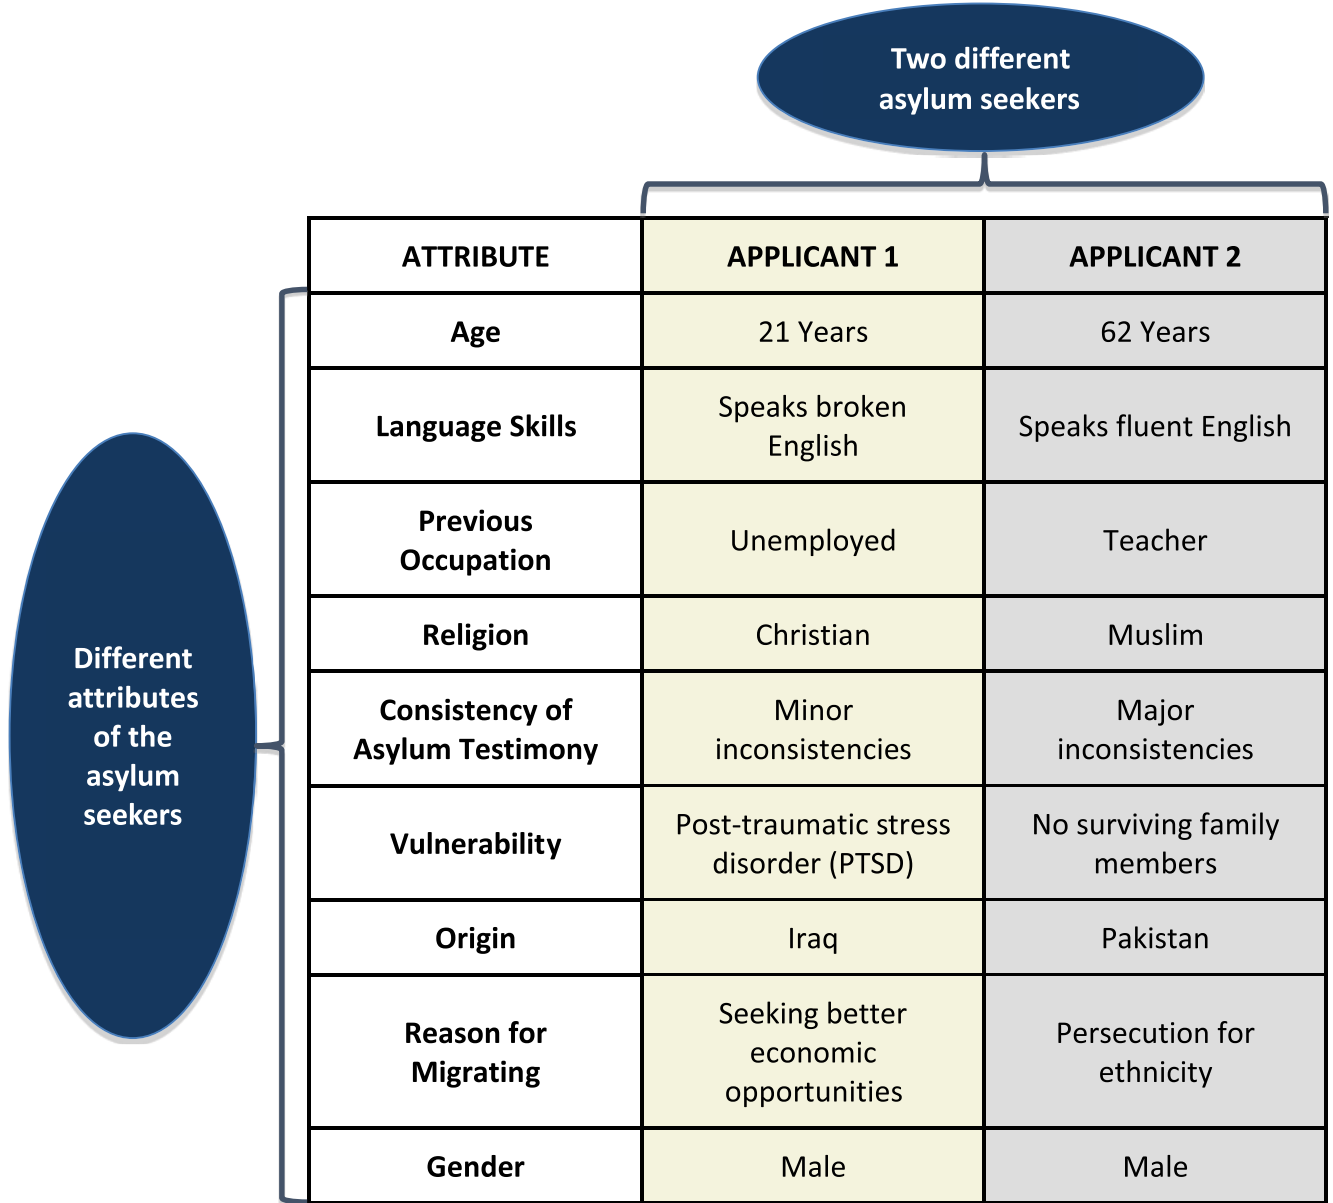 Two different
asylum seekers
ATTRIBUTE APPLICANT 1 APPLICANT 2
Age 21 Years 62 Years
Language Skills
Speaks broken
English
Speaks fluent English
Previous
Occupation
Unemployed
Teacher
Religion Christian Muslim
Consistency of
Asylum Testimony
Minor
inconsistencies
Major
inconsistencies
Vulnerability
Post-traumatic stress
disorder (PTSD)
No surviving family
members
Origin Iraq Pakistan
Reason for
Migrating
Seeking better
economic
opportunities
Persecution for
ethnicity
Gender Male Male
Different
attributes
of the
asylum
seekers